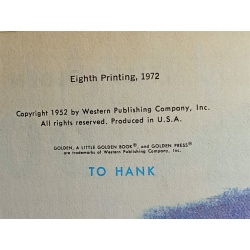 Eighth Printing, 1972
Copyright 1952 by Western Publishing Company, Inc.
All rights reserved. Produced in U.S.A.
GOLDEN, A LITTLE GOLDEN BOOK®, and GOLDEN PRESS®
are trademarks of Western Publishing Company, Inc.
TO HANK